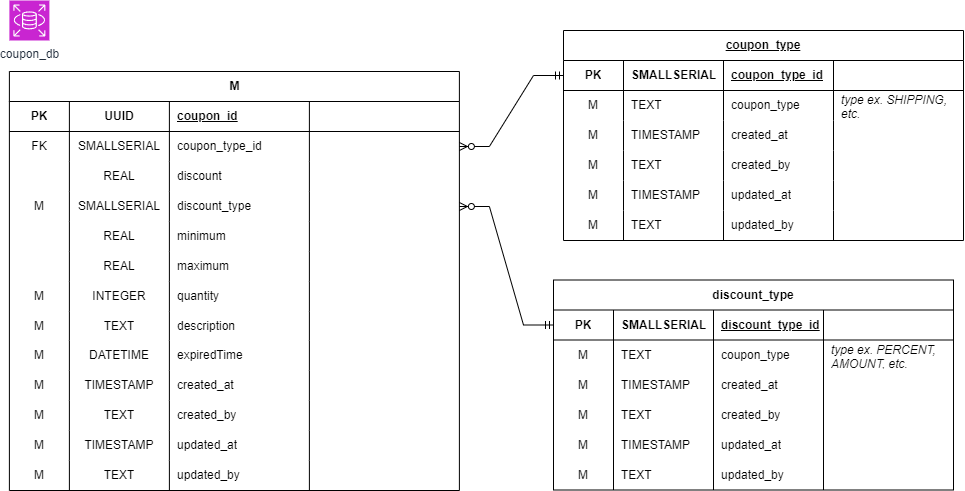 coupon_db
M
PK UUID coupon_id
FK SMALLSERIAL coupon_type_id
REAL discount
M SMALLSERIAL discount_type
REAL minimum
REAL maximum
M INTEGER quantity
M TEXT description
M DATETIME expiredTime
M TIMESTAMP created_at
M TEXT created_by
M TIMESTAMP updated_at
M TEXT updated_by
coupon_type
PK SMALLSERIAL coupon_type_id
M TEXT coupon_type type ex. SHIPPING,
etc.
M TIMESTAMP created_at
M TEXT created_by
M TIMESTAMP updated_at
M TEXT updated_by
discount_type
PK SMALLSERIAL discount_type_id
M TEXT coupon_type type ex. PERCENT,
AMOUNT, etc.
M TIMESTAMP created_at
M TEXT created_by
M TIMESTAMP updated_at
M TEXT updated_by